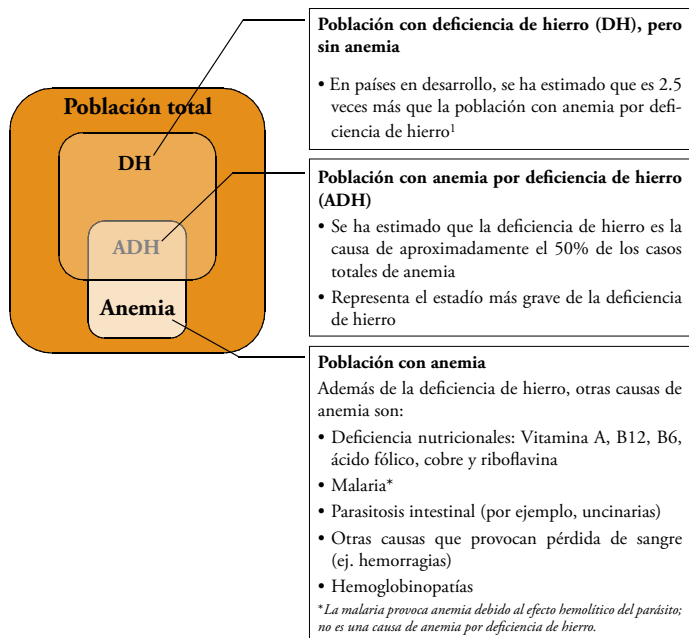 Población total
DH
ADH
Anemia
Población con deficiencia de hierro (DH), pero
sin anemia
• En países en desarrollo, se ha estimado que es 2.5
veces más que la población con anemia por defi-
ciencia de hierro1
Población con anemia por deficiencia de hierro
(ADH)
• Se ha estimado que la deficiencia de hierro es la
causa de aproximadamente el 50% de los casos
totales de anemia
• Representa el estadío más grave de la deficiencia
de hierro
Población con anemia
Además de la deficiencia de hierro, otras causas de
anemia son:
• Deficiencia nutricionales: Vitamina A, B12, B6,
ácido fólico, cobre y riboflavina
• Malaria*
• Parasitosis intestinal (por ejemplo, uncinarias)
• Otras causas que provocan pérdida de sangre
(ej. hemorragias)
• Hemoglobinopatías
*La malaria provoca anemia debido al efecto hemolítico del parásito;
no es una causa de anemia por deficiencia de hierro.